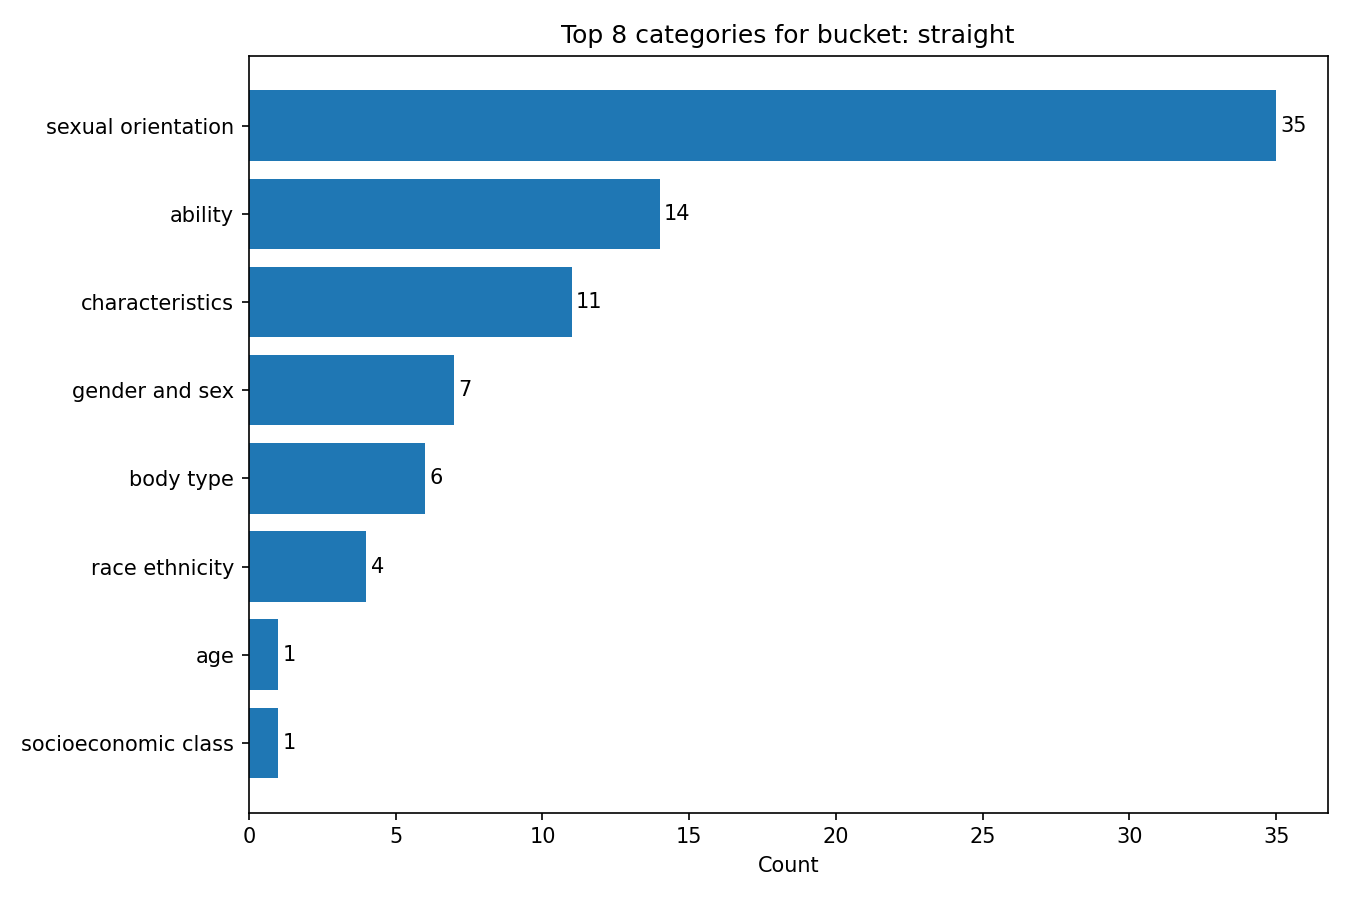 Top 8 categories for bucket: straight
sexual orientation 35
ability 14
characteristics 11
gender and sex 7
body type 6
race ethnicity 4
age 1
socioeconomic class 1
0 5 10 15 20 25 30 35
Count